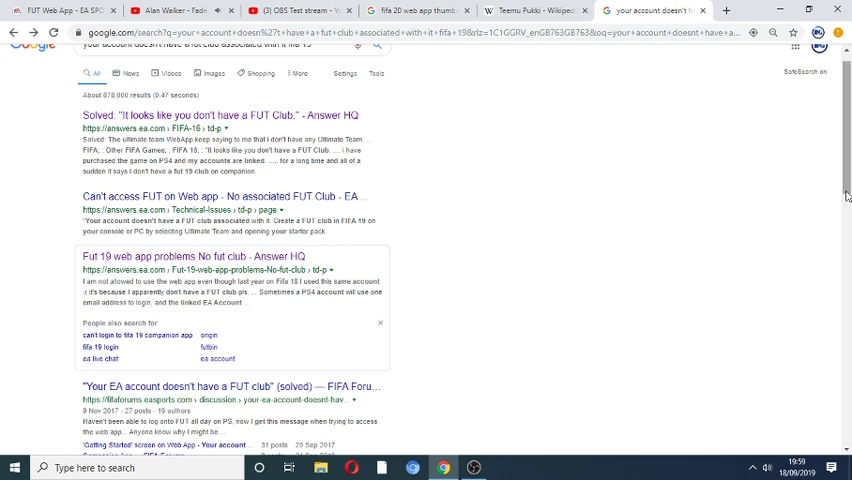 FUT Web App - EA SPO
Alan Walker - Fade
(3) OBS Test stream - Y
fifa 20 web app thumb
Teemu Pukki - Wikiped
your account doesn't h
google.com/search?q=your+account+doesn%27t+have+a+fut+club+associated+with+it+fifa+19&rlz=1C1GGRV_enGB763GB763&oq=your+account+doesnt+have+a...
your account doesn't have a fut club associated with it fifa 19
All News Videos Images Shopping More Settings Tools
SafeSearch on
About 878,000 results (0.47 seconds)
Solved: "It looks like you don't have a FUT Club." - Answer HQ
https://answers.ea.com › FIFA-16 › td-p
Solved: The ultimate team WebApp keep saying to me that i don't have any Ultimate Team. ...
FIFA; : Other FIFA Games; : FIFA 16; : "It looks like you don't have a FUT Club. .... i have
purchased the game on PS4 and my accounts are linked. ..... for a long time and all of a
sudden it says I don't have a fut 19 club on companion.
Can't access FUT on Web app - No associated FUT Club - EA ...
https://answers.ea.com › Technical-Issues › td-p › page
"Your account doesn't have a FUT club associated with it. Create a FUT club in FIFA 19 on
your console or PC by selecting Ultimate Team and opening your starter pack.
Fut 19 web app problems No fut club - Answer HQ
https://answers.ea.com › Fut-19-web-app-problems-No-fut-club › td-p
I am not allowed to use the web app even though last year on Fifa 18 I used this same account
:( it's because I apparently don't have a FUT club pls. ... Sometimes a PS4 account will use one
email address to login, and the linked EA Account ...
People also search for
can't login to fifa 19 companion app origin
fifa 19 login futbin
ea live chat ea account
"Your EA account doesn't have a FUT club" (solved) — FIFA Foru...
https://fifaforums.easports.com › discussion › your-ea-account-doesnt-hav...
9 Nov 2017 - 27 posts - 19 authors
Haven't been able to log onto FUT all day on PS, now I get this message when trying to access
the web app... Anyone know why I might be ...
'Getting Started' screen on Web App - Your account ... 31 posts 20 Sep 2017
Type here to search
19:59
18/09/2019